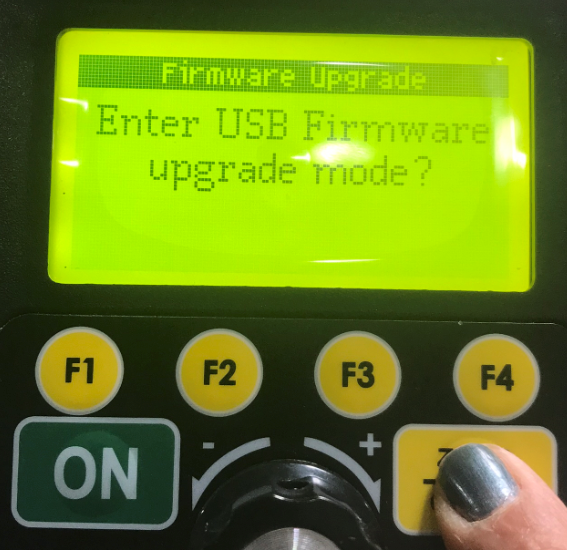 Firmware Upgrade
Enter USB Firmware
upgrade mode?
F1 F2 F3 F4
ON - +